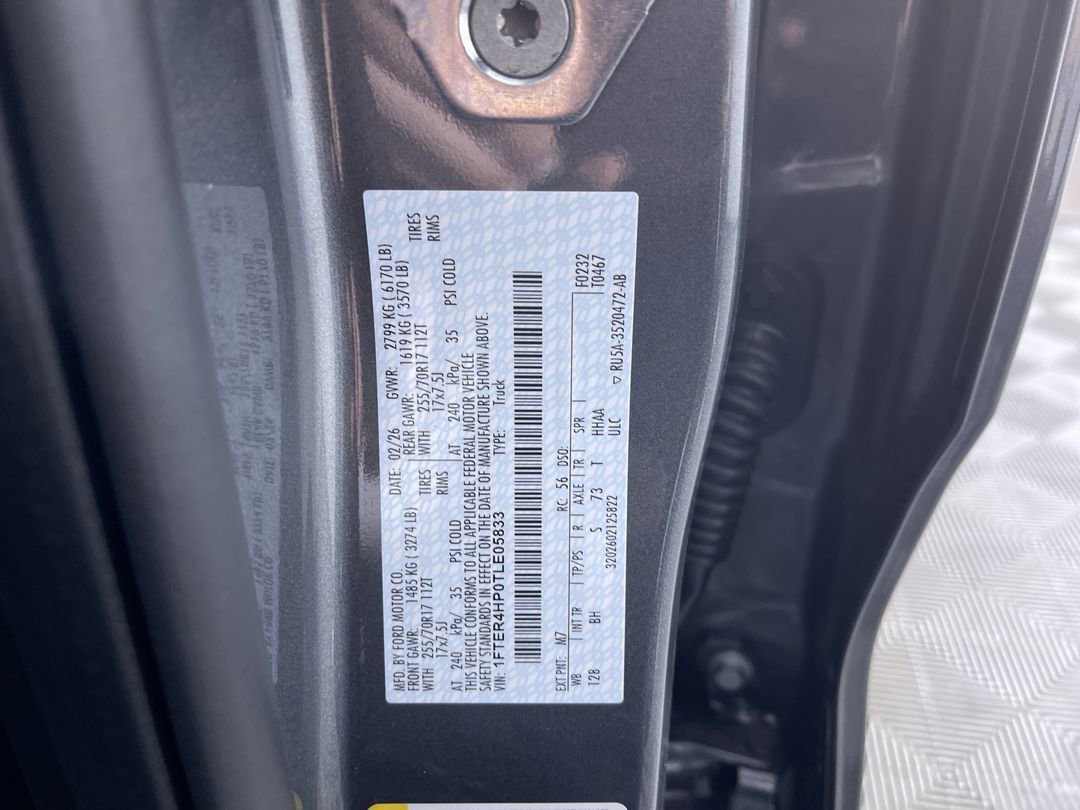 MFD. BY FORD MOTOR CO.
DATE: 02/26 GVWR: 2799 KG ( 6170 LB)
FRONT GAWR: 1485 KG ( 3274 LB) REAR GAWR: 1619 KG ( 3570 LB)
WITH 255/70R17 112T TIRES WITH 255/70R17 112T TIRES
17x7.5J RIMS 17x7.5J RIMS
AT 240 kPa/ 35 PSI COLD AT 240 kPa/ 35 PSI COLD
THIS VEHICLE CONFORMS TO ALL APPLICABLE FEDERAL MOTOR VEHICLE
SAFETY STANDARDS IN EFFECT ON THE DATE OF MANUFACTURE SHOWN ABOVE.
VIN: 1FTER4HP0TLE05833 TYPE: Truck
EXT PNT: M7 RC: 56 DSO: F0232
WB INT TR TP/PS R AXLE TR SPR T0467
128 BH S 73 T HHAA
3202602125822 ULC
▽ RU5A-3520472-AB